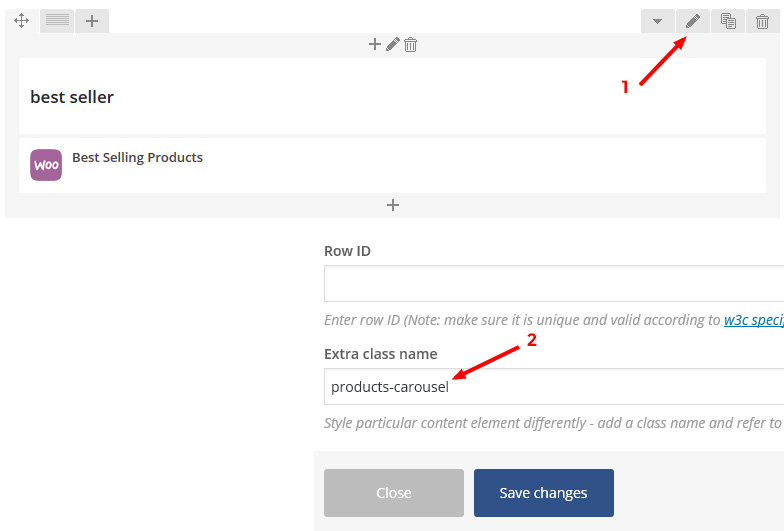 1
best seller
Woo
Best Selling Products
Row ID
Enter row ID (Note: make sure it is unique and valid according to w3c specif
2
Extra class name
products-carousel
Style particular content element differently - add a class name and refer to
Close
Save changes